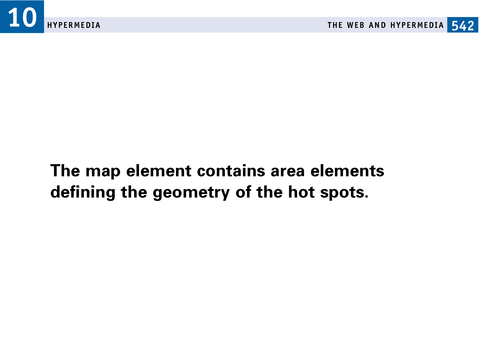 10
HYPERMEDIA
THE WEB AND HYPERMEDIA 542
The map element contains area elements
defining the geometry of the hot spots.